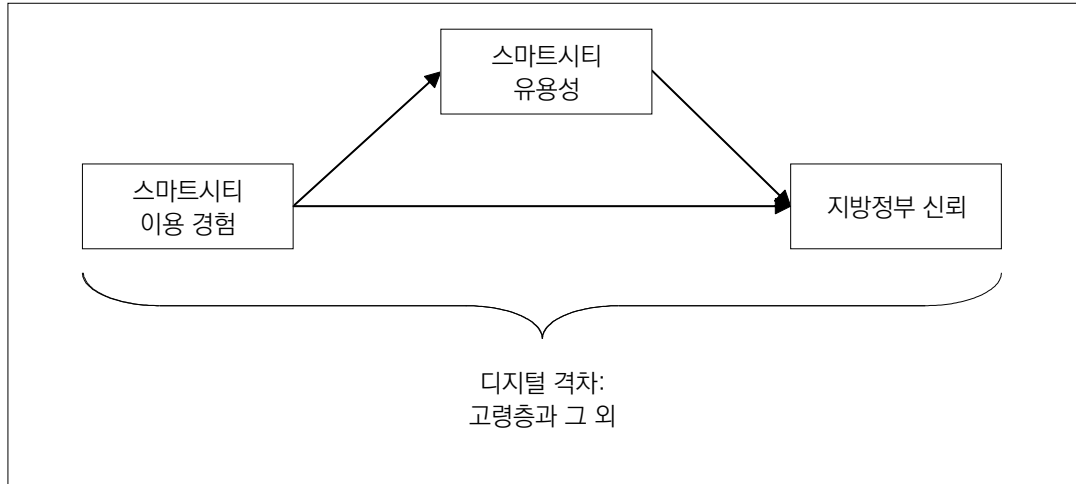 스마트시티
유용성
스마트시티
이용 경험
지방정부 신뢰
디지털 격차:
고령층과 그 외